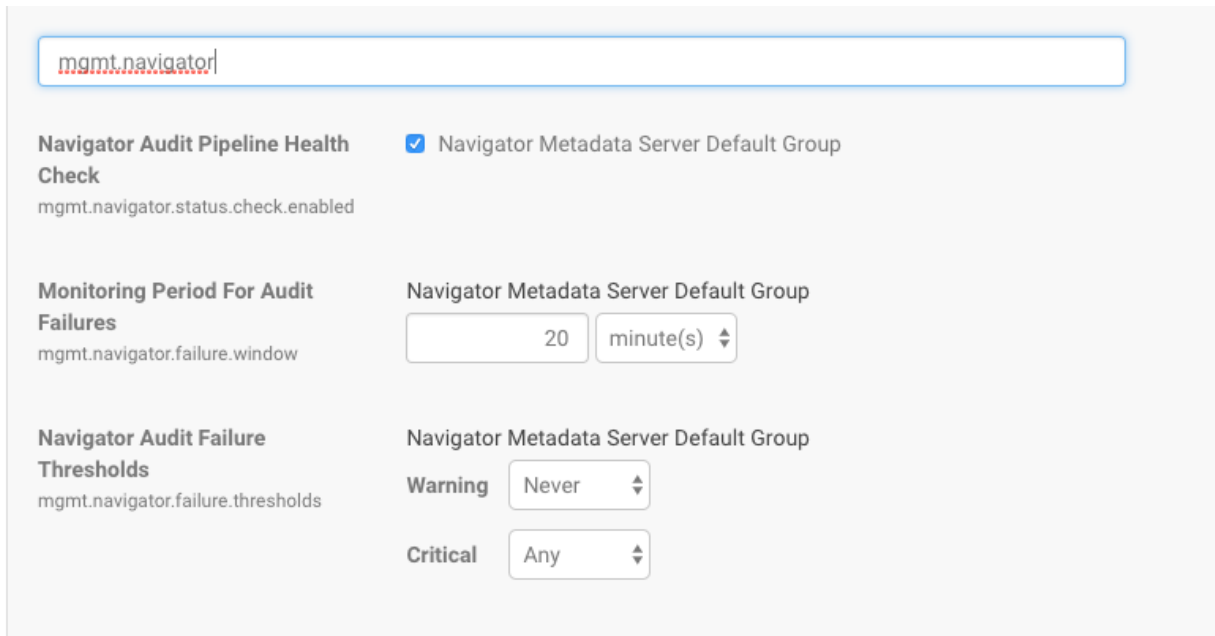 mgmt.navigator
Navigator Audit Pipeline Health
Check
mgmt.navigator.status.check.enabled
Navigator Metadata Server Default Group
Monitoring Period For Audit
Failures
mgmt.navigator.failure.window
Navigator Metadata Server Default Group
20 minute(s)
Navigator Audit Failure
Thresholds
mgmt.navigator.failure.thresholds
Navigator Metadata Server Default Group
Warning Never
Critical Any